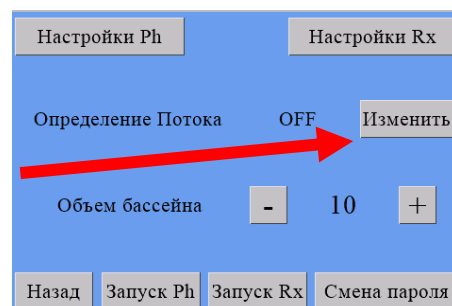 Настройки Ph Настройки Rx
Определение Потока OFF Изменить
Объем бассейна - 10 +
Назад Запуск Ph Запуск Rx Смена пароля